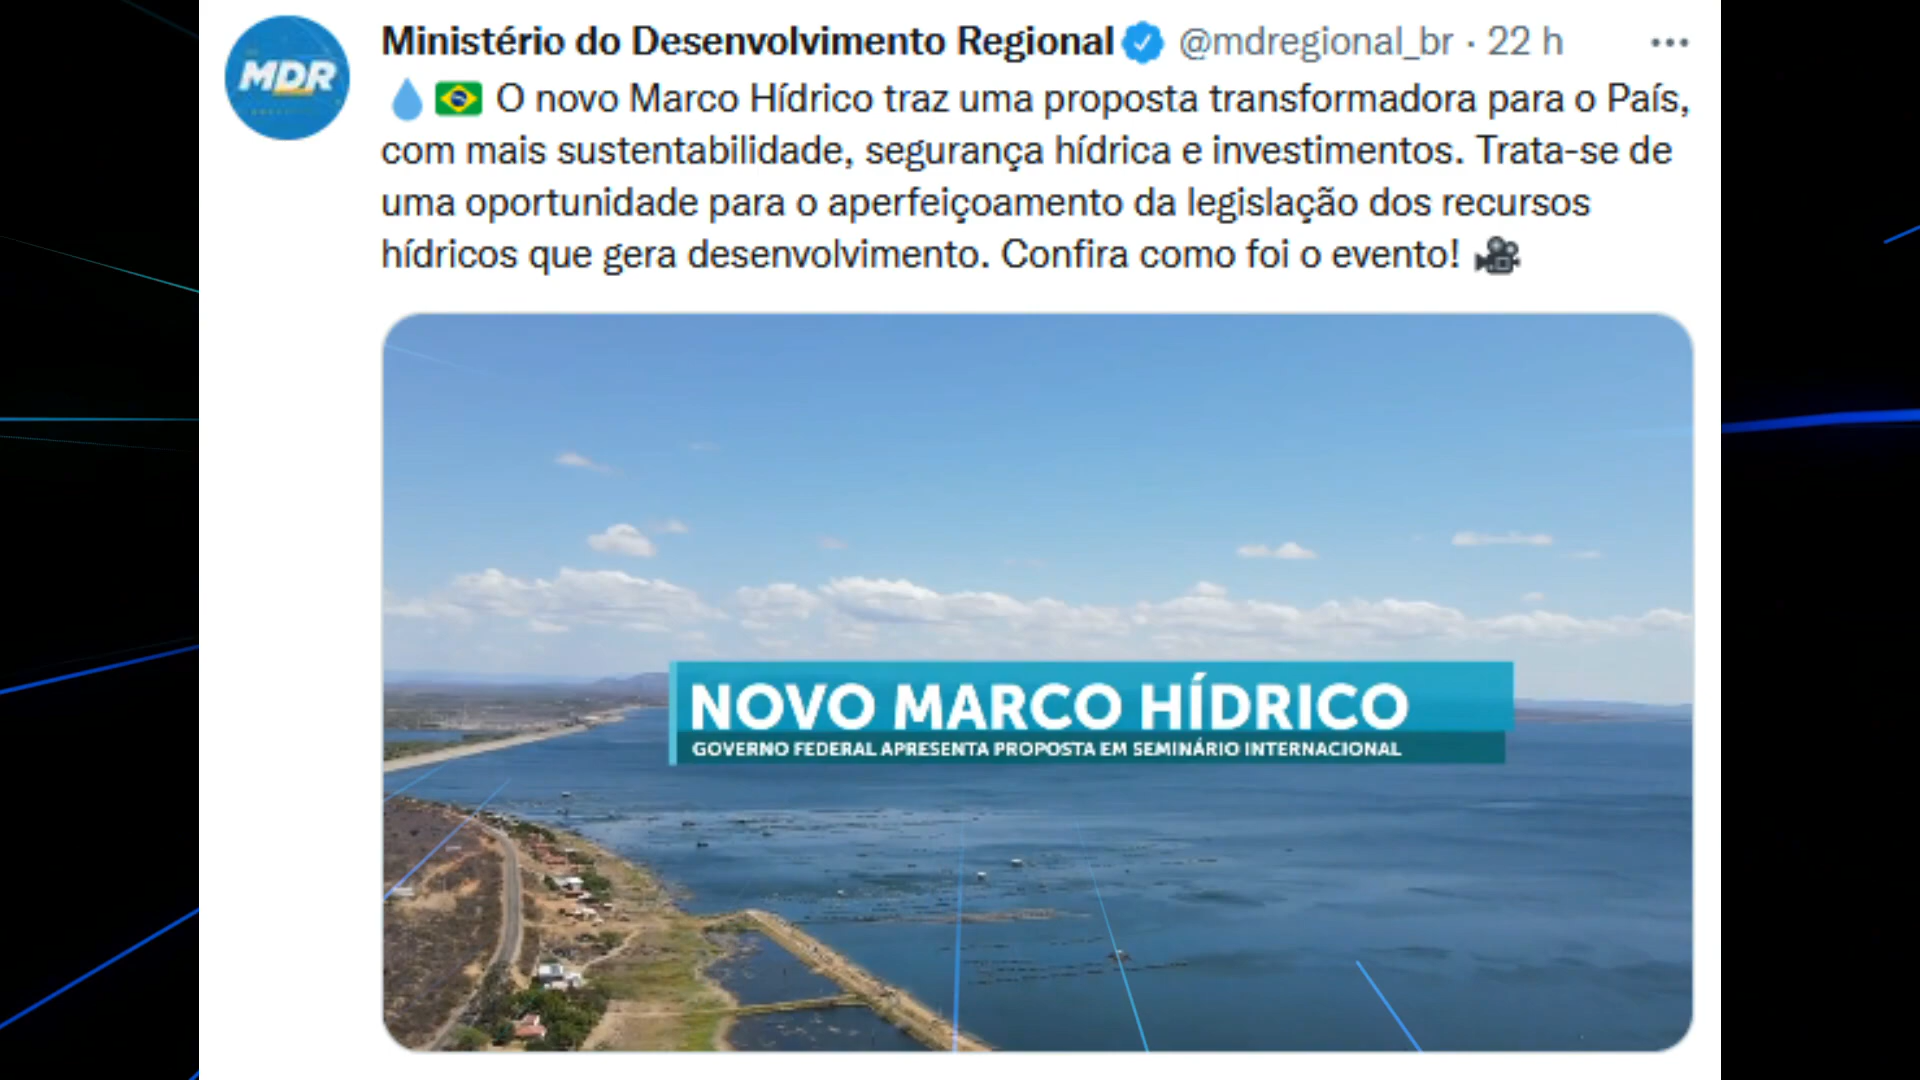 MDR
Ministério do Desenvolvimento Regional @mdregional_br · 22 h
💧🇧🇷 O novo Marco Hídrico traz uma proposta transformadora para o País,
com mais sustentabilidade, segurança hídrica e investimentos. Trata-se de
uma oportunidade para o aperfeiçoamento da legislação dos recursos
hídricos que gera desenvolvimento. Confira como foi o evento! 🎥
NOVO MARCO HÍDRICO
GOVERNO FEDERAL APRESENTA PROPOSTA EM SEMINÁRIO INTERNACIONAL